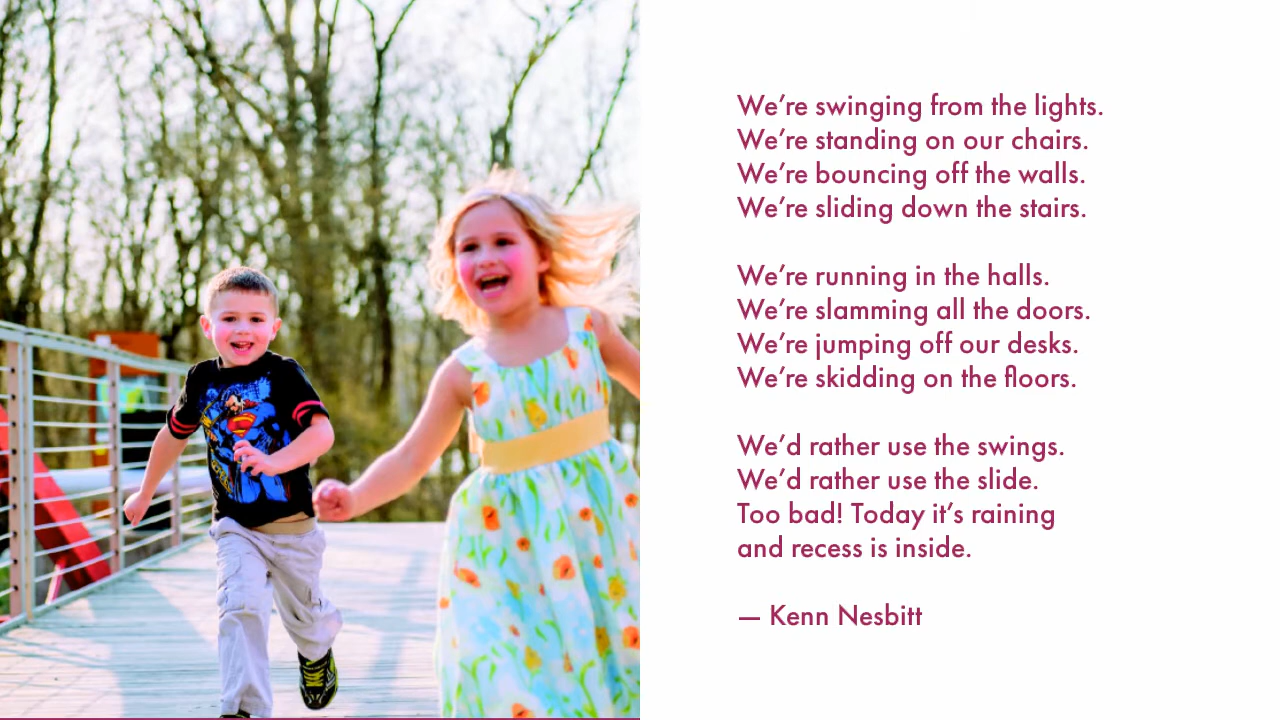 We’re swinging from the lights.
We’re standing on our chairs.
We’re bouncing off the walls.
We’re sliding down the stairs.

We’re running in the halls.
We’re slamming all the doors.
We’re jumping off our desks.
We’re skidding on the floors.

We’d rather use the swings.
We’d rather use the slide.
Too bad! Today it’s raining
and recess is inside.

— Kenn Nesbitt